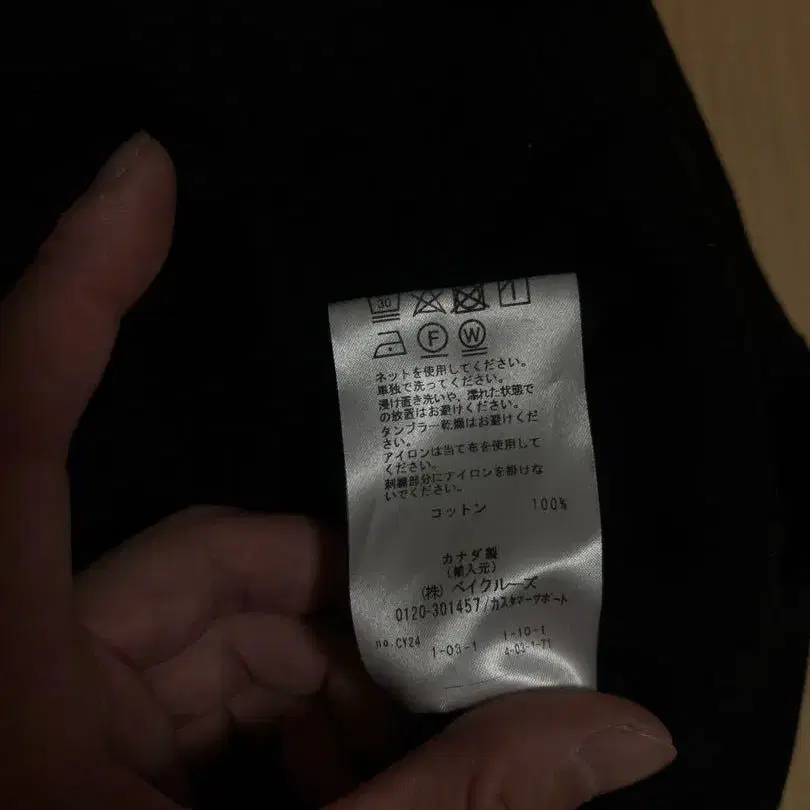 30
F W
ネットを使用してください。
単独で洗ってください。
浸け置き洗いや、濡れた状態で
の放置はお避けください。
タンブラー乾燥はお避けくだ
さい。
アイロンは当て布を使用して
ください。
刺繍部分にアイロンを掛けな
いでください。
コットン 100%
カナダ製
(輸入元)
(株) ベイクルーズ
0120-301457/カスタマーサポート
no.CY24 1-03-1 1-10-1
4-03-1-71